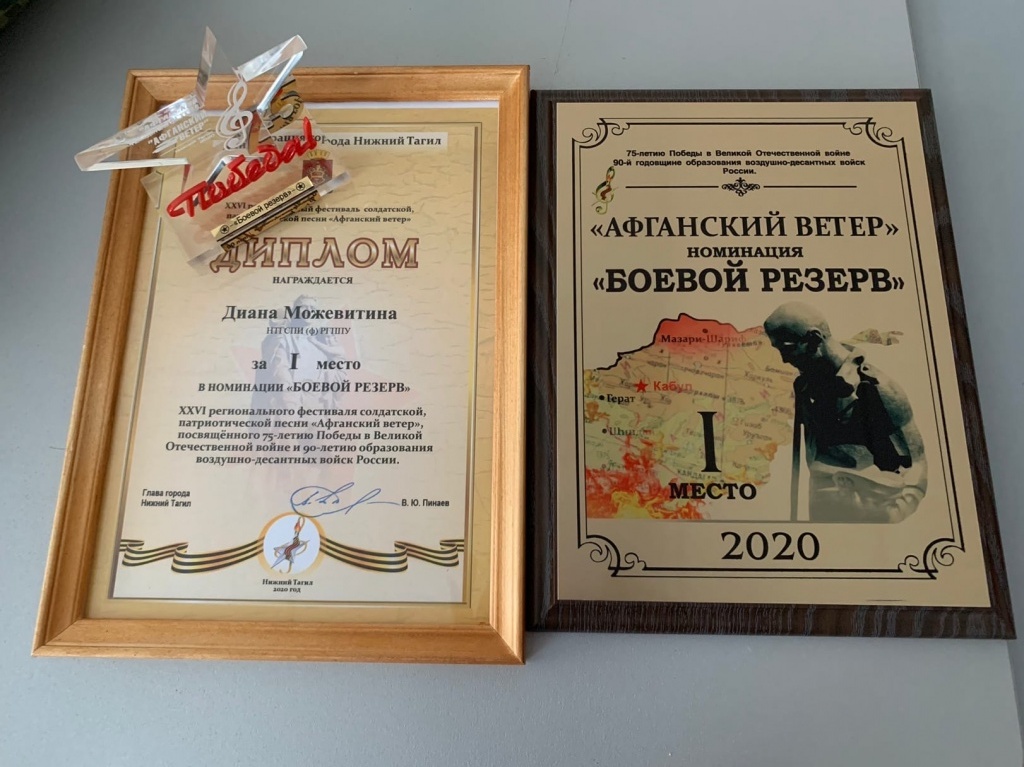 "АФГАНСКИЙ
ВЕТЕР"
Победа!
«Боевой резерв»
города Нижний Тагил
XXVI
фестиваль солдатской,
песни «Афганский ветер»
ДИПЛОМ
НАГРАЖДАЕТСЯ
Диана Можевитина
НТГСПИ (ф) РГППУ
за I место
В НОМИНАЦИИ «БОЕВОЙ РЕЗЕРВ»
XXVI регионального фестиваля солдатской,
патриотической песни «Афганский ветер»,
посвящённого 75-летию Победы в Великой
Отечественной войне и 90-летию образования
воздушно-десантных войск России.
Глава города
Нижний Тагил
В. Ю. Пинаев
Нижний Тагил
2020 год
75-летию Победы в Великой Отечественной войне
90-й годовщине образования воздушно-десантных войск
России.
«АФГАНСКИЙ ВЕТЕР»
НОМИНАЦИЯ
«БОЕВОЙ РЕЗЕРВ»
Мазари-Шариф
Кабул
Герат
I
МЕСТО
2020